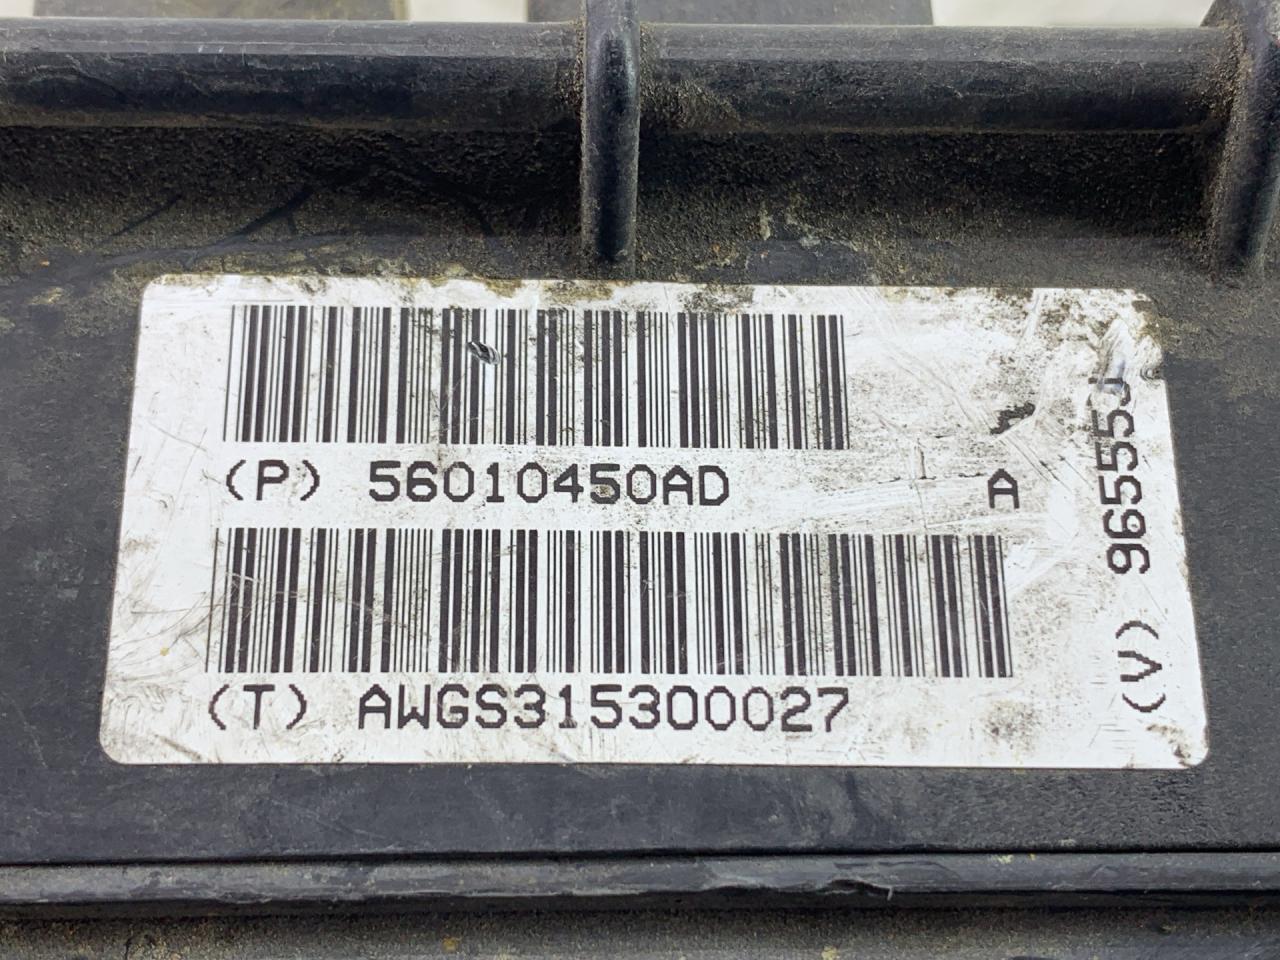 (P) 56010450AD A
(T) AWGS315300027
(V) 96555J